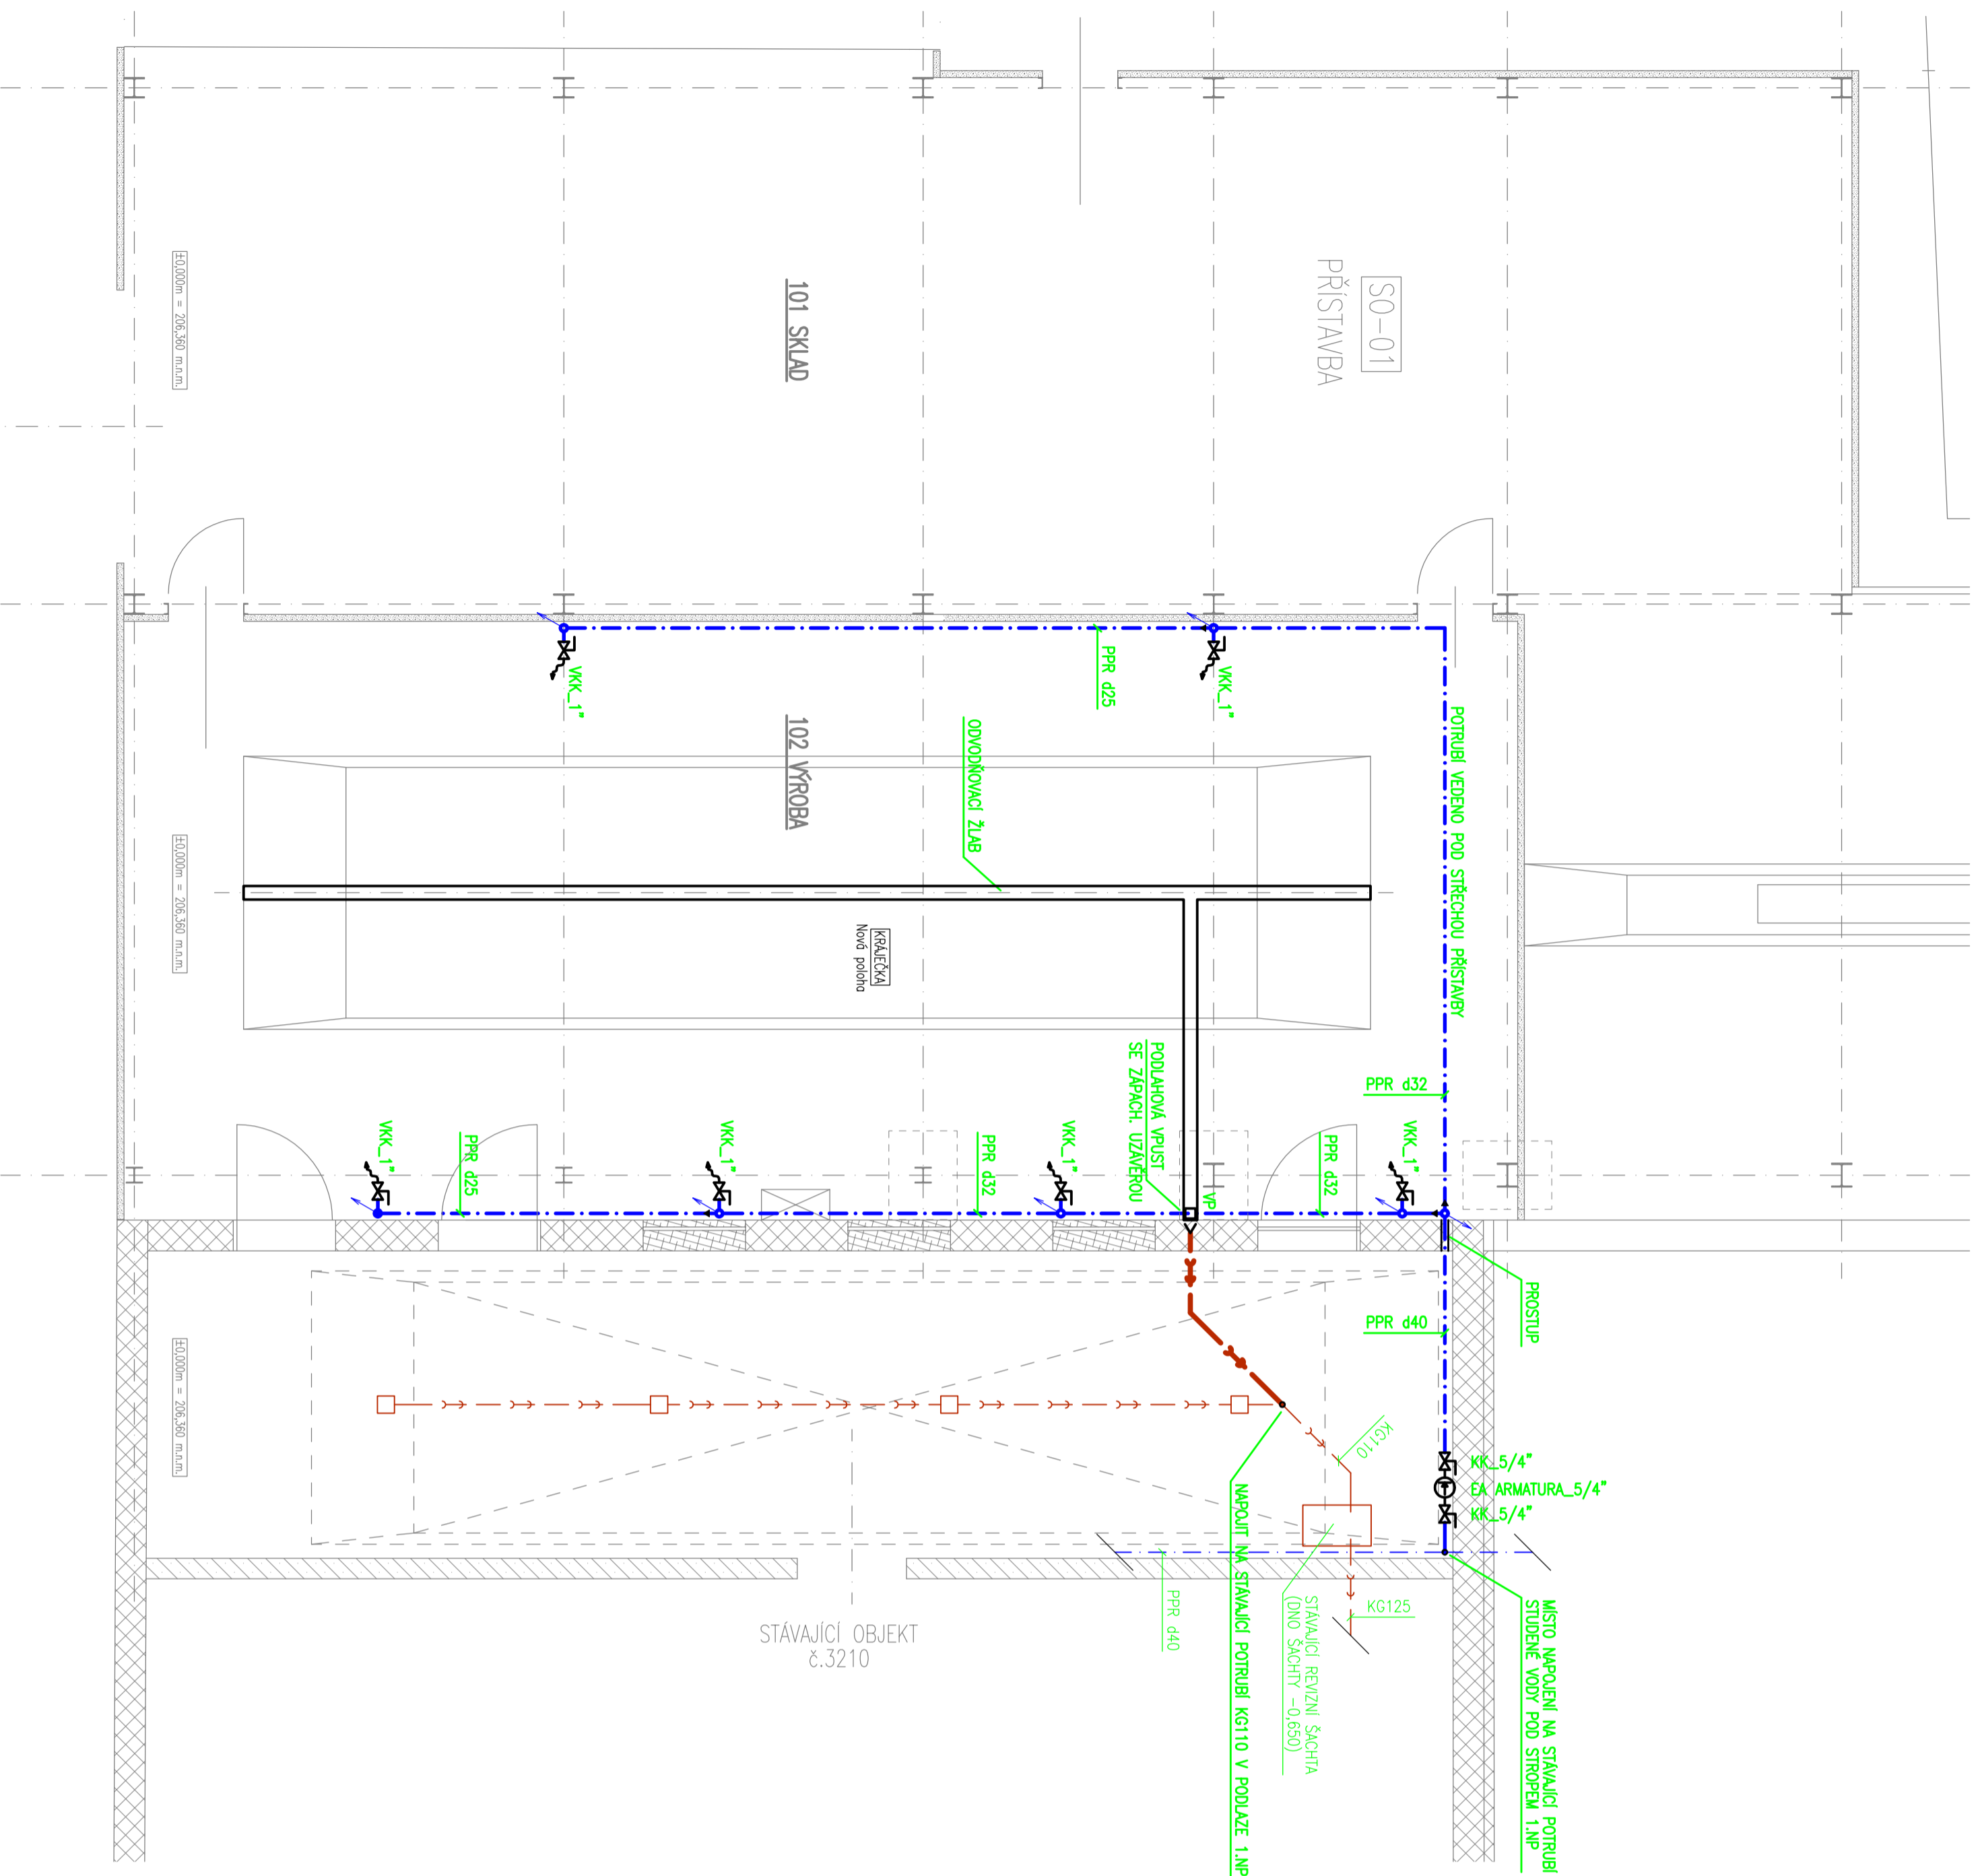 ±0,000m = 206,360 m.n.m.
101 SKLAD
SO-01
PŘÍSTAVBA
VKK_1"
PPR d25
VKK_1"
POTRUBÍ VEDENO POD STŘECHOU PŘÍSTAVBY
102 VÝROBA
ODVODŇOVACÍ ŽLAB
±0,000m = 206,360 m.n.m.
KRÁJEČKA
Nová poloha
PODLAHOVÁ VPUST
SE ZÁPACH. UZÁVĚROU
PPR d32
VKK_1"
PPR d25
VKK_1"
PPR d32
VKK_1"
VP
PPR d32
VKK_1"
PROSTUP
PPR d40
±0,000m = 206,360 m.n.m.
KG110
KK_5/4"
EA ARMATURA_5/4"
KK_5/4"
NAPOJIT NA STÁVAJÍCÍ POTRUBÍ KG110 V PODLAZE 1.NP
PPR d40
STÁVAJÍCÍ REVIZNÍ ŠACHTA
(DNO ŠACHTY -0,650)
KG125
MÍSTO NAPOJENÍ NA STÁVAJÍCÍ POTRUBÍ
STUDENÉ VODY POD STROPEM 1.NP
STÁVAJÍCÍ OBJEKT
č.3210